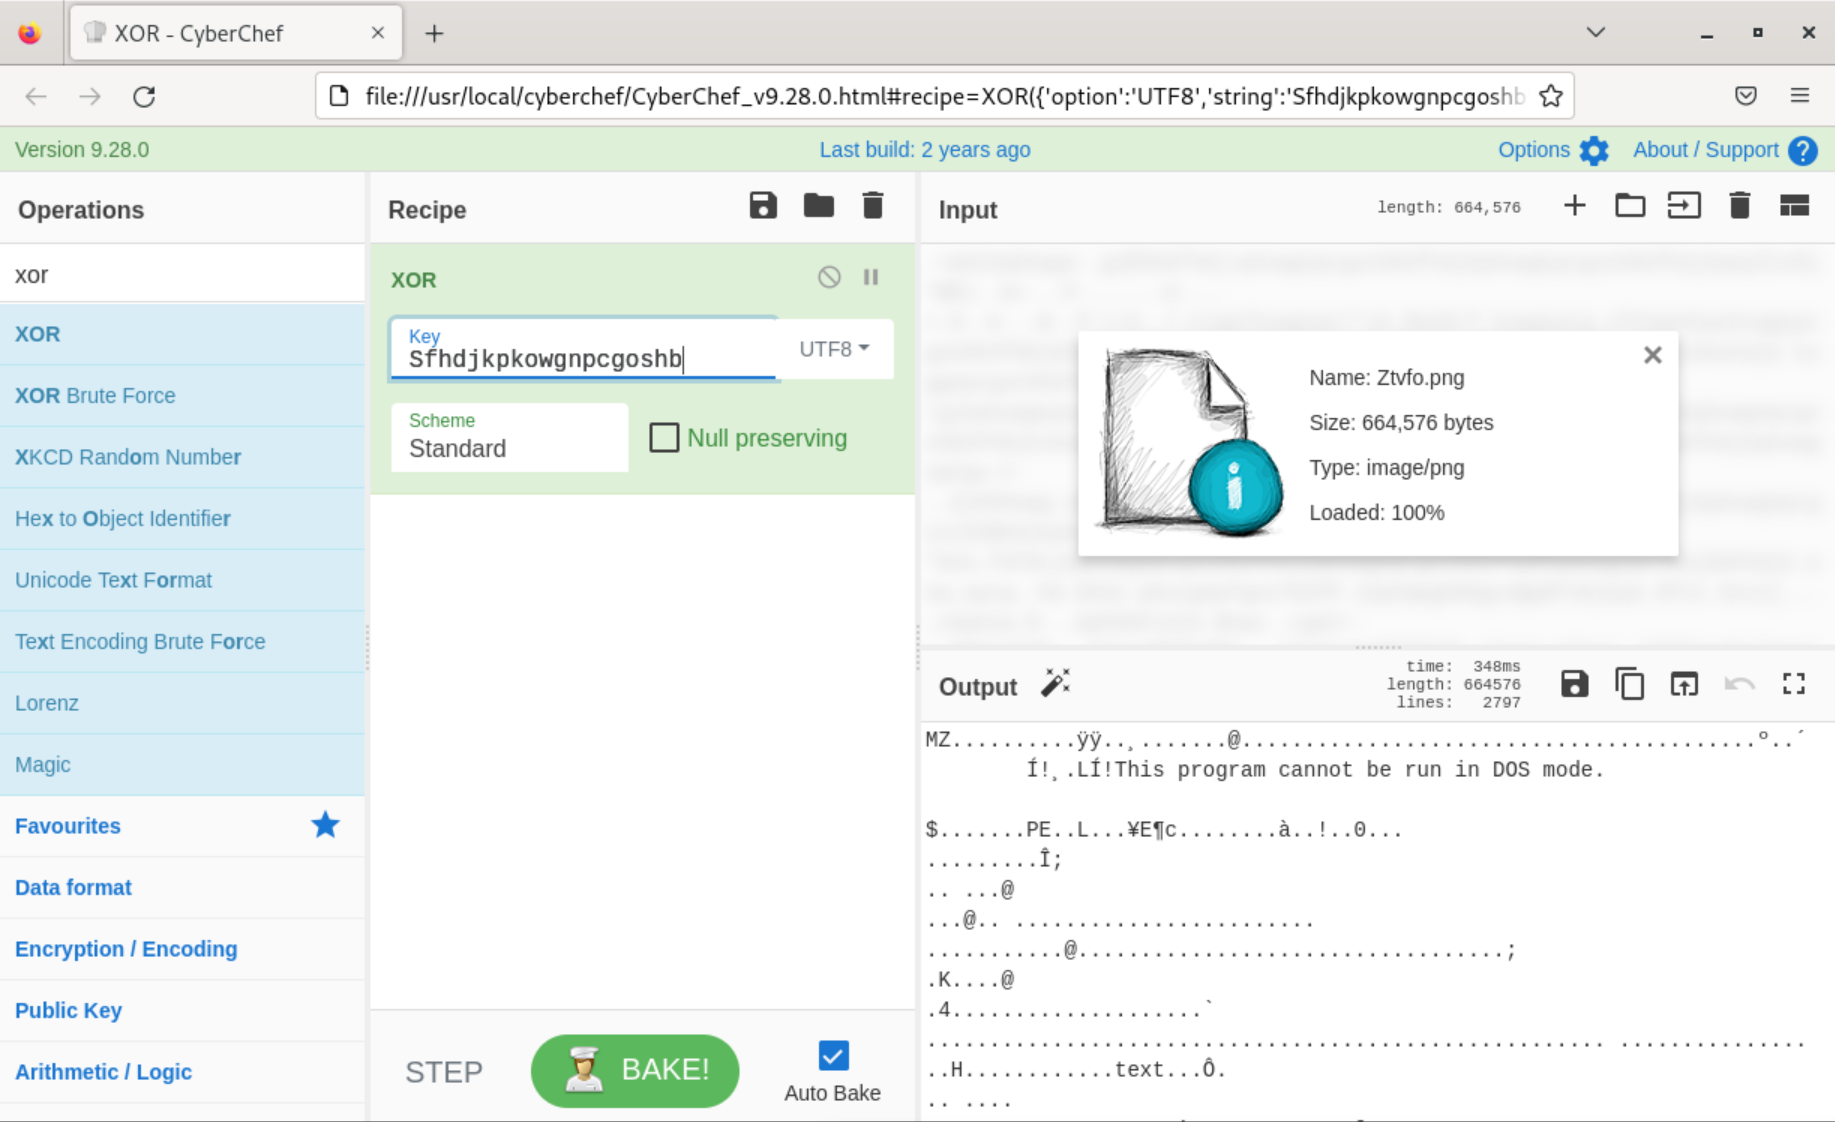 XOR - CyberChef
file:///usr/local/cyberchef/CyberChef_v9.28.0.html#recipe=XOR({'option':'UTF8','string':'Sfhdjkpkowgnpcgoshb
Version 9.28.0
Last build: 2 years ago
Options
About / Support
Operations
xor
XOR
XOR Brute Force
XKCD Random Number
Hex to Object Identifier
Unicode Text Format
Text Encoding Brute Force
Lorenz
Magic
Favourites
Data format
Encryption / Encoding
Public Key
Arithmetic / Logic
Recipe
XOR
Key
Sfhdjkpkowgnpcgoshb
UTF8
Scheme
Standard
Null preserving
STEP
BAKE!
Auto Bake
Input
length: 664,576
Name: Ztvfo.png
Size: 664,576 bytes
Type: image/png
Loaded: 100%
Output
time: 348ms
length: 664576
lines: 2797
MZ..........ÿÿ..¸.......@.........................................º..´
Í!¸.LÍ!This program cannot be run in DOS mode.
$.......PE..L...¥E¶c........à..!..0...
.........Î;
.. ...@
...@.. ........................
...........@..................................;
.K....@
.4....................`
...................................................... ...............
..H............text...Ô.
.. ....